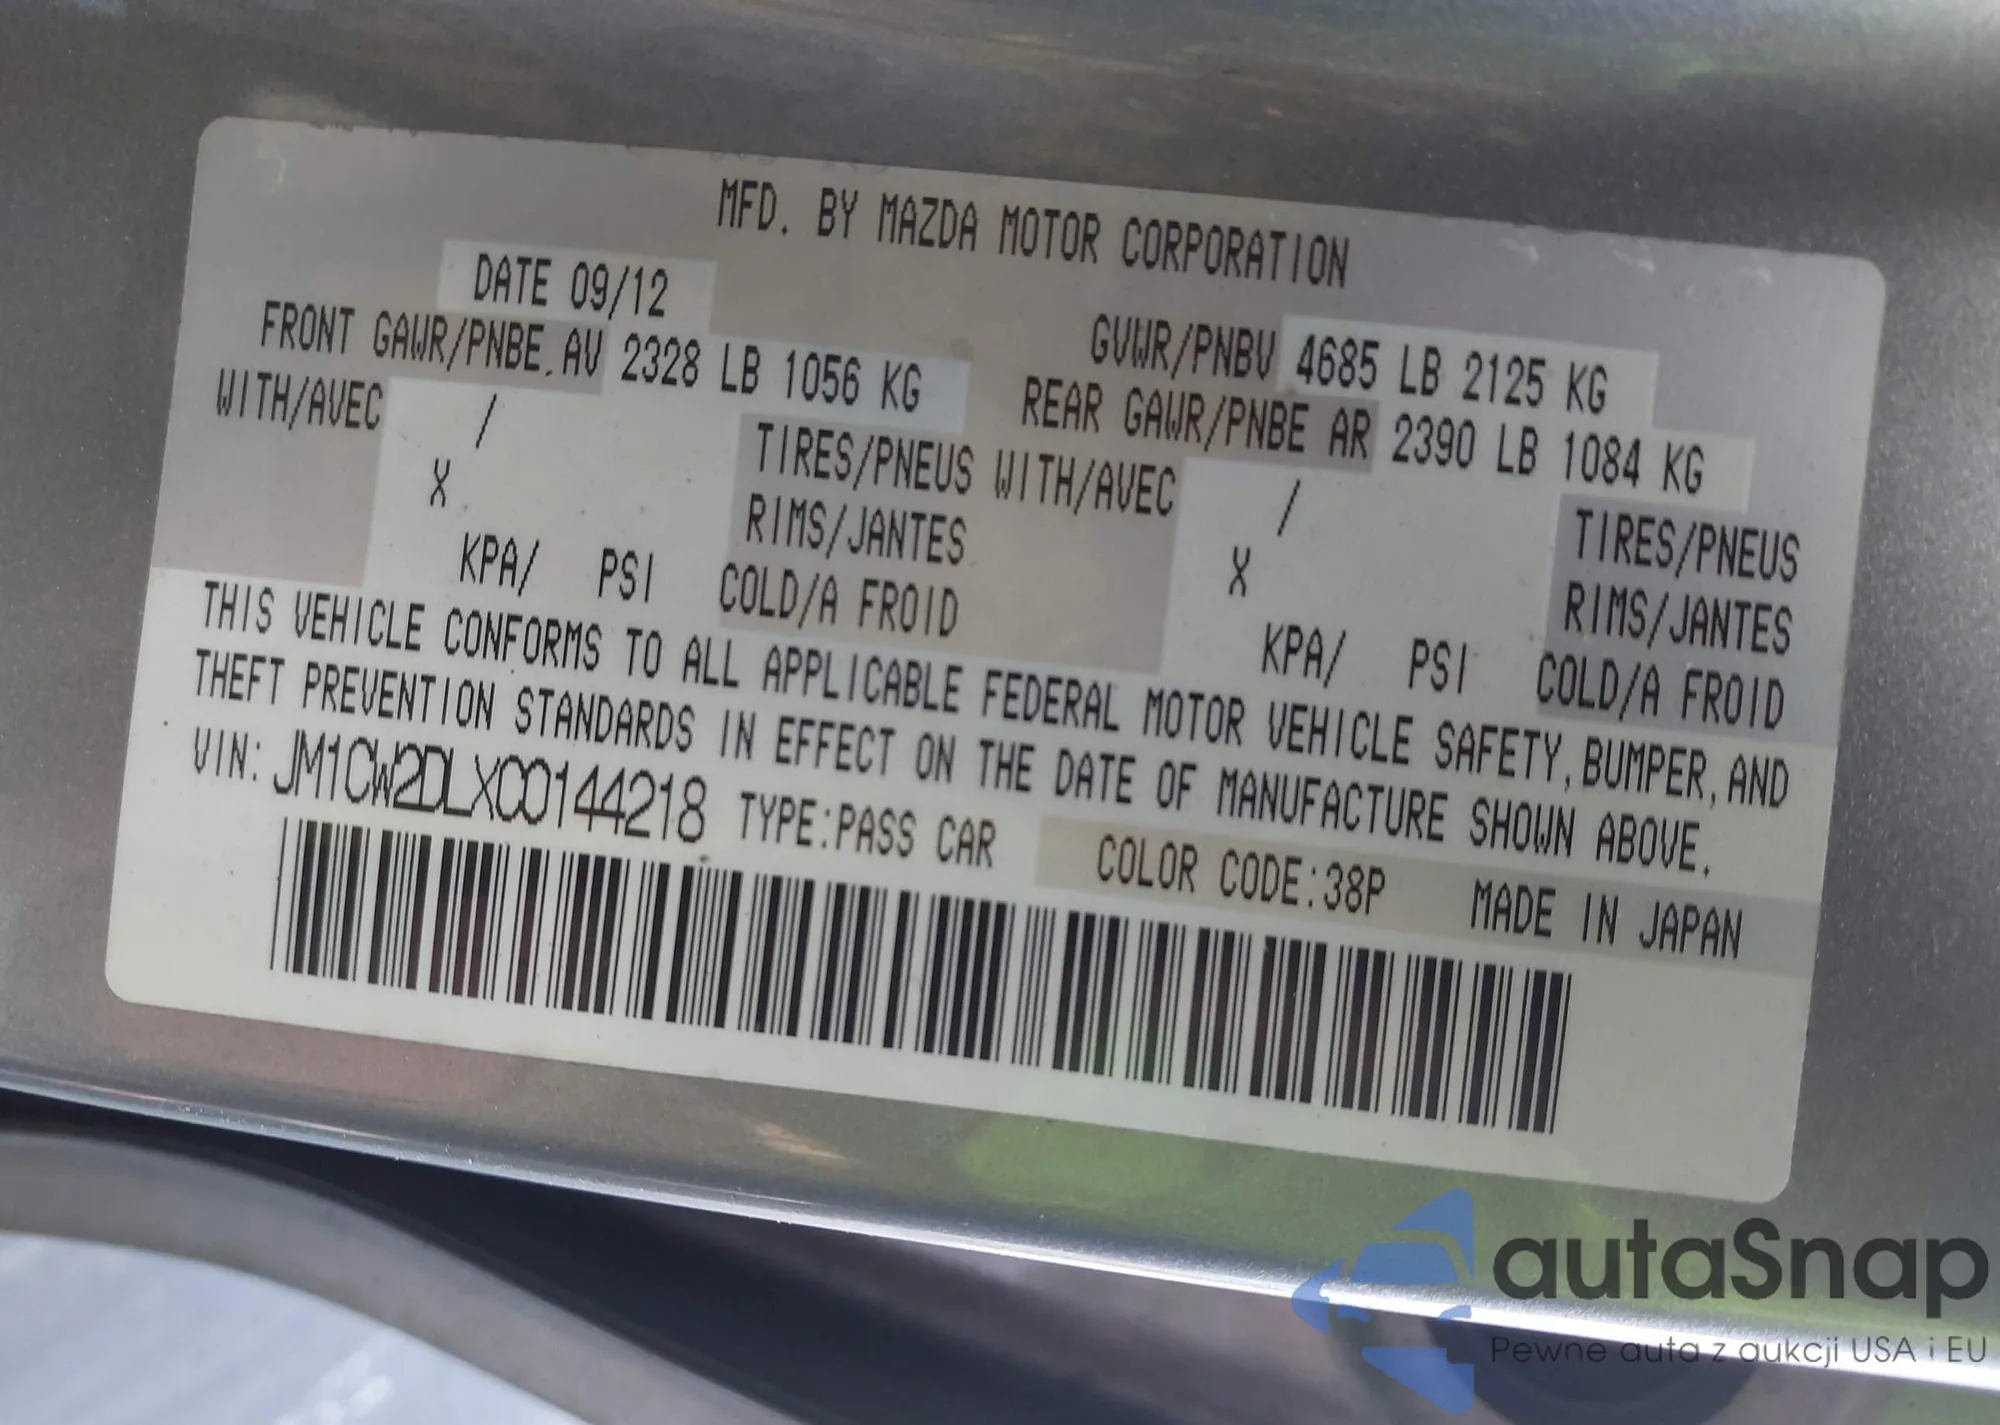 MFD. BY MAZDA MOTOR CORPORATION
DATE 09/12
GVWR/PNBV 4685 LB 2125 KG
FRONT GAWR/PNBE.AV 2328 LB 1056 KG
REAR GAWR/PNBE AR 2390 LB 1084 KG
WITH/AVEC / TIRES/PNEUS WITH/AVEC / TIRES/PNEUS
X RIMS/JANTES X RIMS/JANTES
KPA/ PSI COLD/A FROID KPA/ PSI COLD/A FROID
THIS VEHICLE CONFORMS TO ALL APPLICABLE FEDERAL MOTOR VEHICLE SAFETY, BUMPER, AND
THEFT PREVENTION STANDARDS IN EFFECT ON THE DATE OF MANUFACTURE SHOWN ABOVE.
VIN: JM1CW2DLXC0144218 TYPE:PASS CAR COLOR CODE:38P MADE IN JAPAN
autaSnap
Pewne auta z aukcji USA i EU